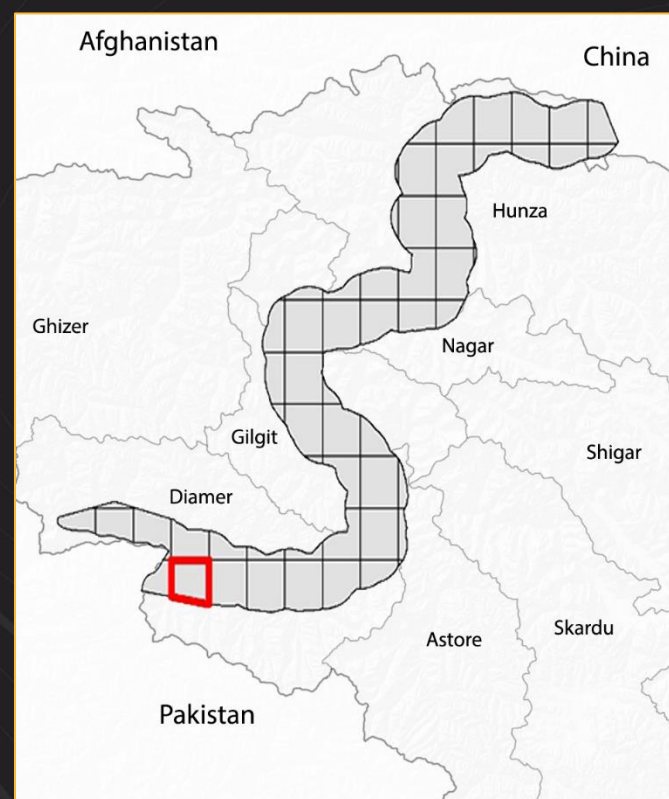 Afghanistan
China
Hunza
Ghizer
Nagar
Gilgit
Shigar
Diamer
Skardu
Astore
Pakistan